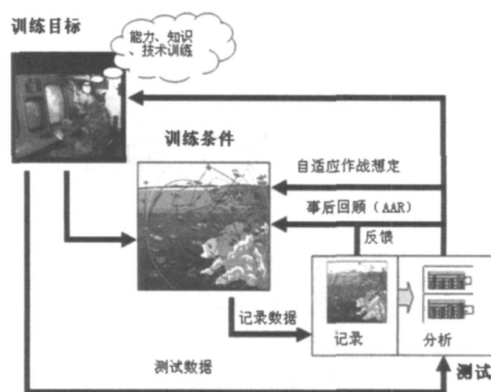 训练目标
能力、知识
、技术训练
训练条件
自适应作战想定
事后回顾（AAR）
反馈
记录数据
记录
分析
测试数据
测试